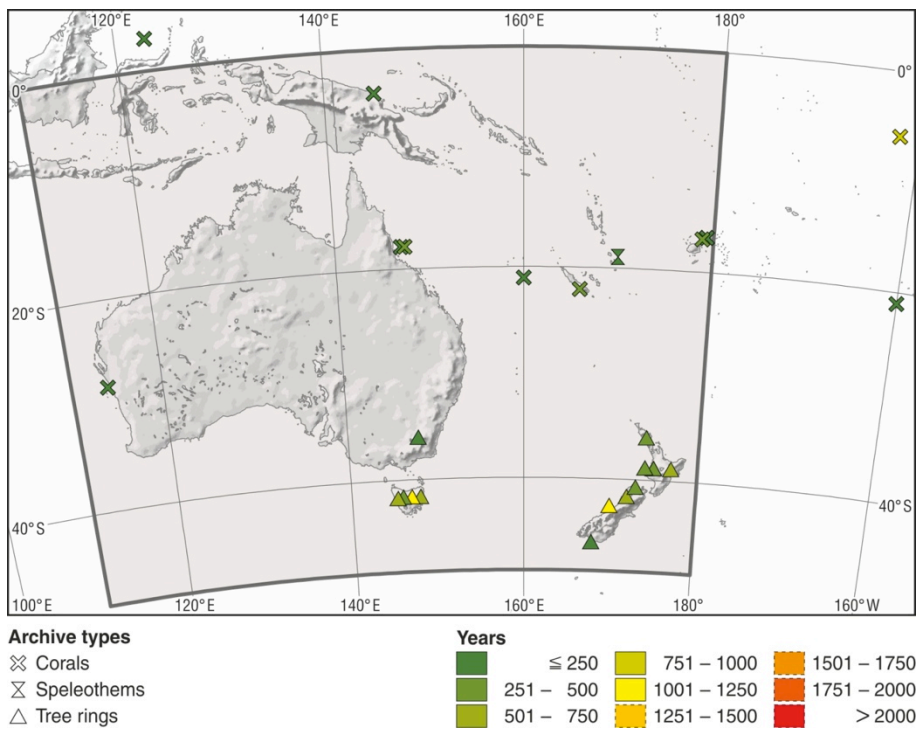 120°E 140°E 160°E 180°
0° 0°
20°S
40°S 40°S
100°E 120°E 140°E 160°E 180° 160°W
Archive types
Corals
Speleothems
Tree rings
Years
≦ 250
251 – 500
501 – 750
751 – 1000
1001 – 1250
1251 – 1500
1501 – 1750
1751 – 2000
> 2000